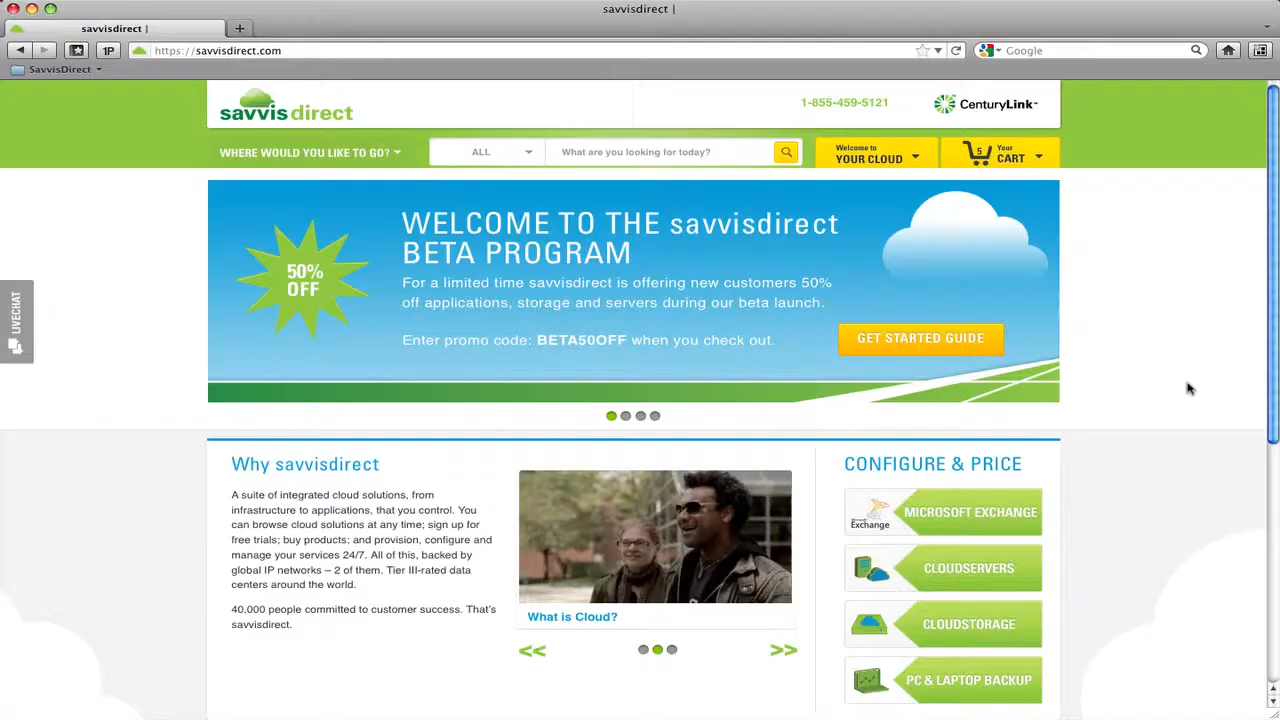 savvisdirect |
savvisdirect |
1P
https://savvisdirect.com
Google
SavvisDirect
savvisdirect
1-855-459-5121
CenturyLink
WHERE WOULD YOU LIKE TO GO?
ALL
What are you looking for today?
Welcome to
YOUR CLOUD
5
Your
CART
50%
OFF
WELCOME TO THE savvisdirect
BETA PROGRAM
For a limited time savvisdirect is offering new customers 50%
off applications, storage and servers during our beta launch.
Enter promo code: BETA50OFF when you check out.
GET STARTED GUIDE
LIVECHAT
Why savvisdirect
A suite of integrated cloud solutions, from
infrastructure to applications, that you control. You
can browse cloud solutions at any time; sign up for
free trials; buy products; and provision, configure and
manage your services 24/7. All of this, backed by
global IP networks – 2 of them. Tier III-rated data
centers around the world.
40,000 people committed to customer success. That's
savvisdirect.
What is Cloud?
<< >>
CONFIGURE & PRICE
Exchange
MICROSOFT EXCHANGE
CLOUDSERVERS
CLOUDSTORAGE
PC & LAPTOP BACKUP